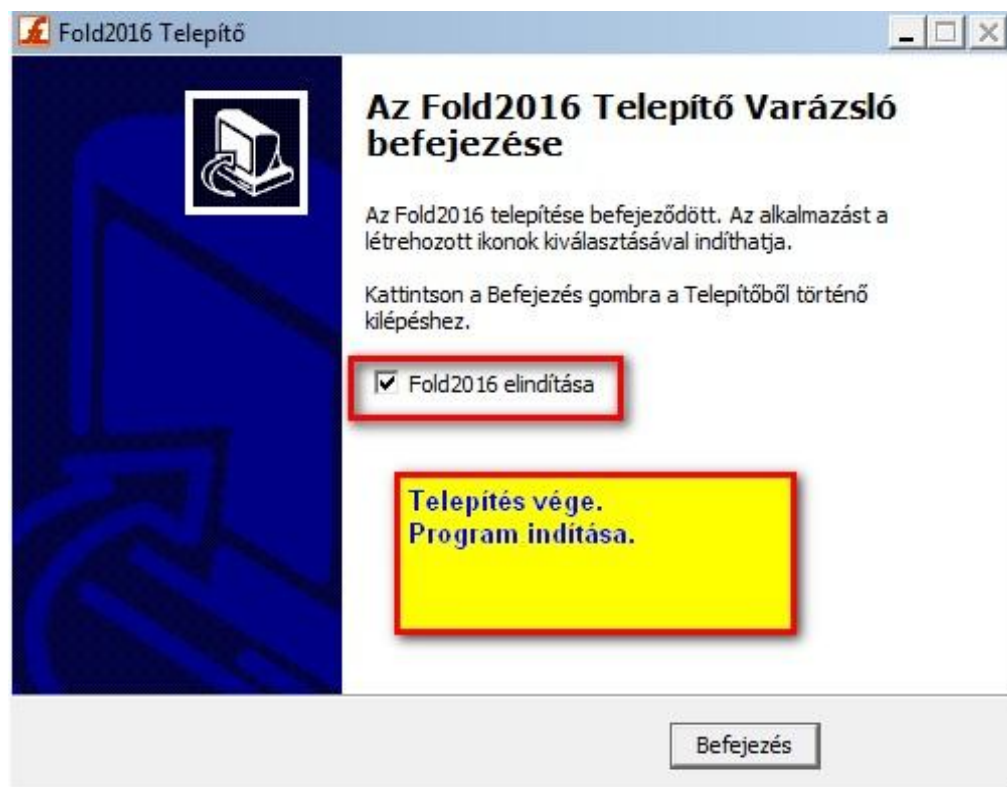 Fold2016 Telepítő
Az Fold2016 Telepítő Varázsló
befejezése
Az Fold2016 telepítése befejeződött. Az alkalmazást a
létrehozott ikonok kiválasztásával indíthatja.
Kattintson a Befejezés gombra a Telepítőből történő
kilépéshez.
Fold2016 elindítása
Telepítés vége.
Program indítása.
Befejezés